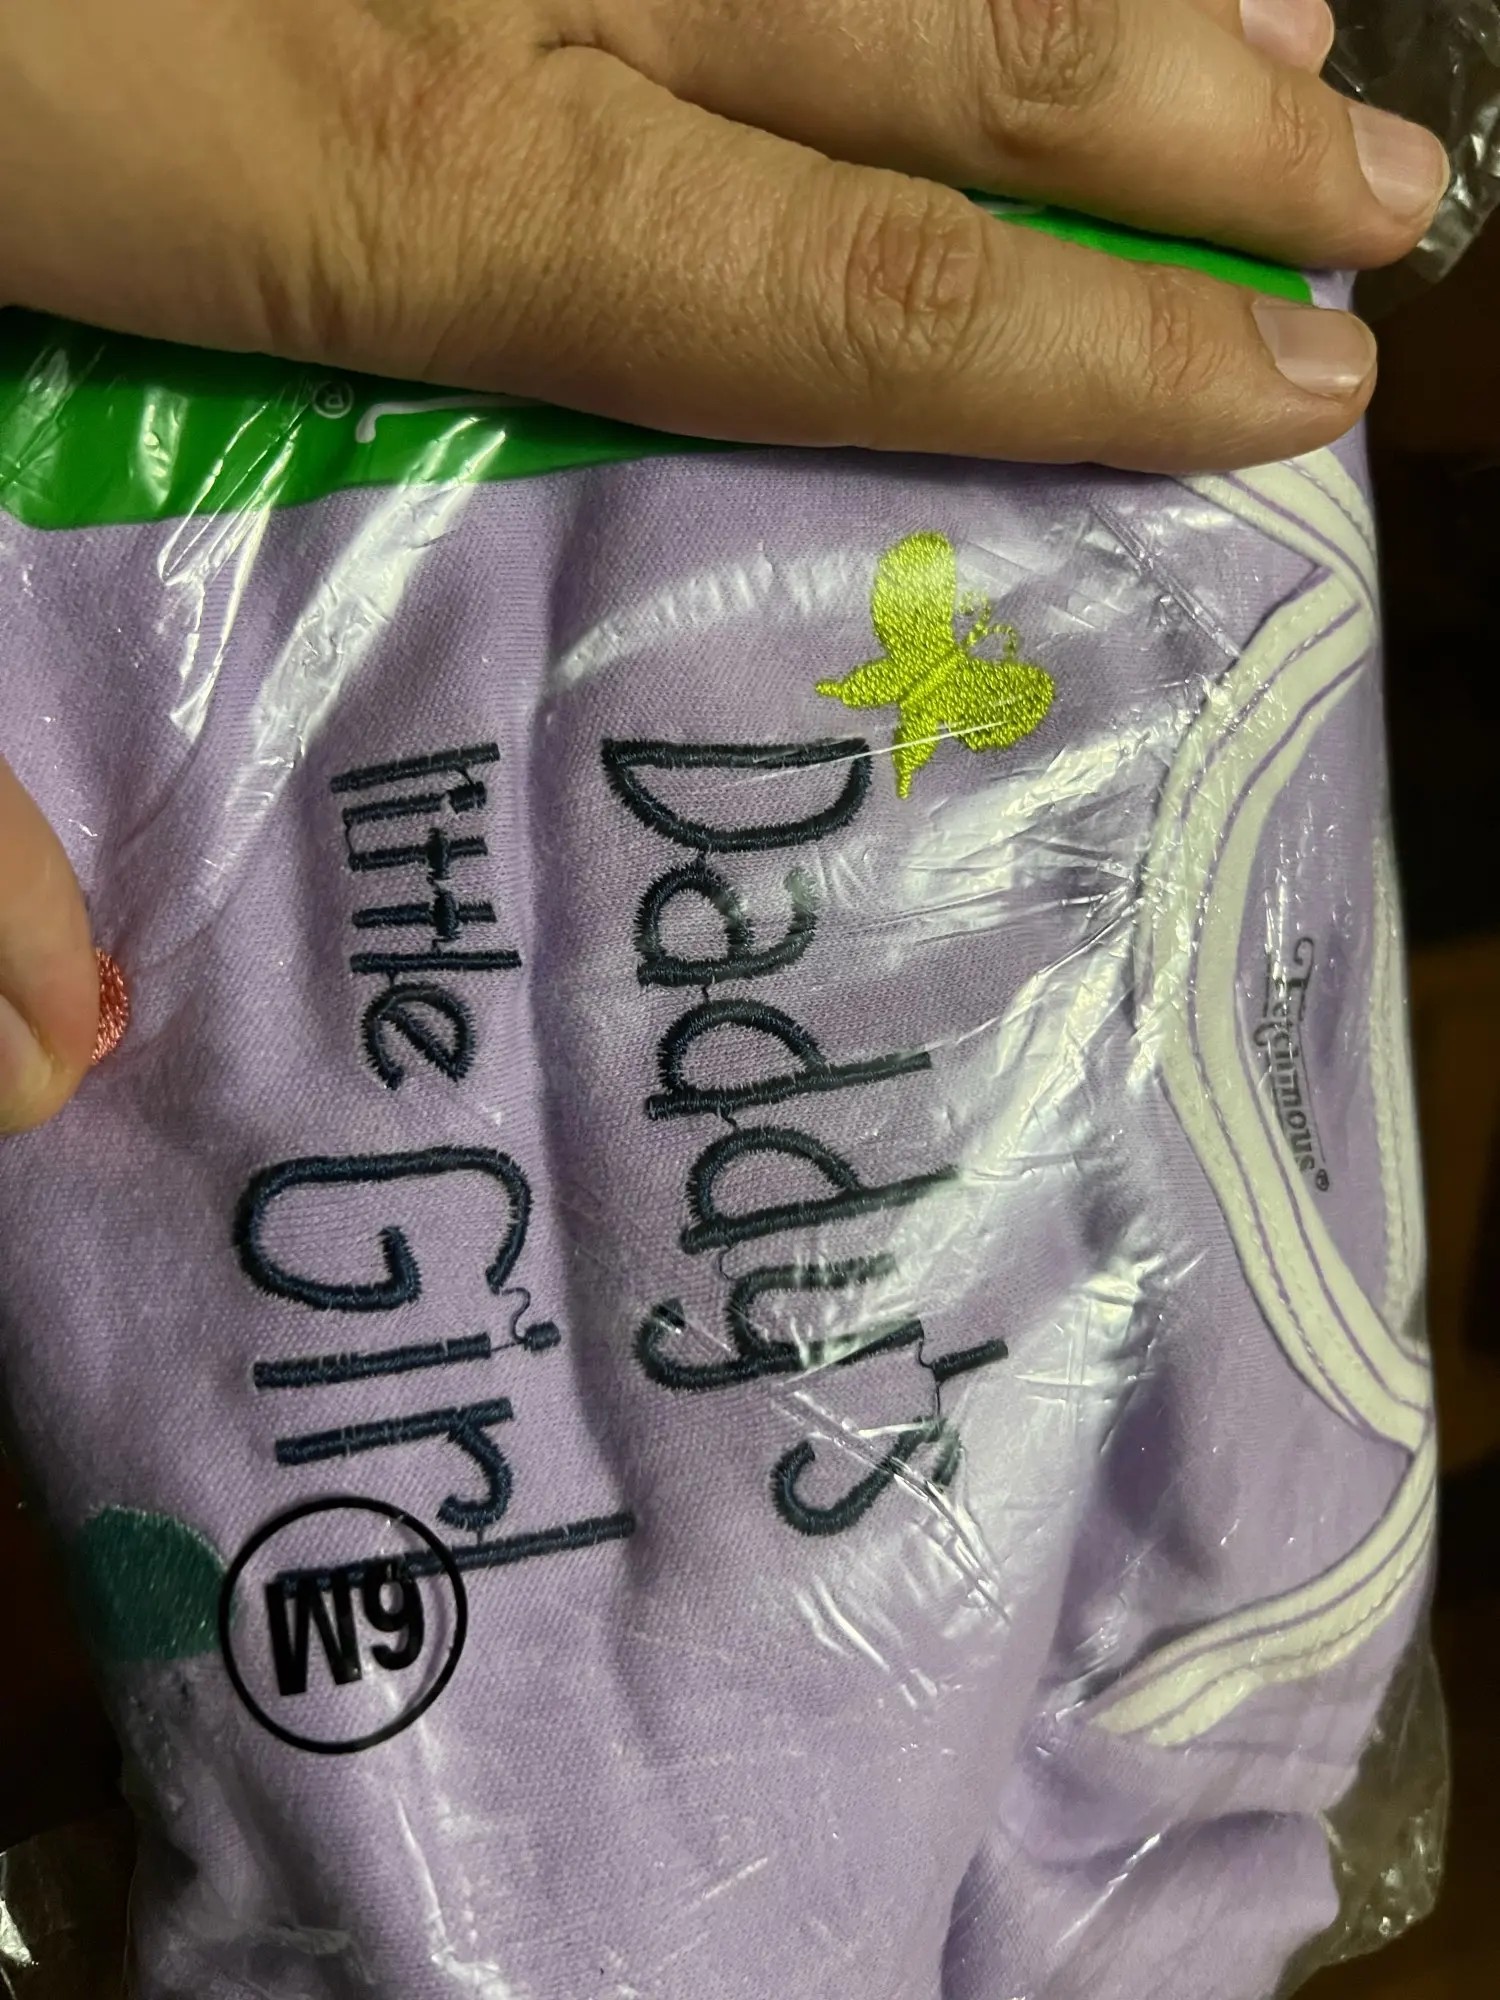 Daddy's
little Girl
6M
®